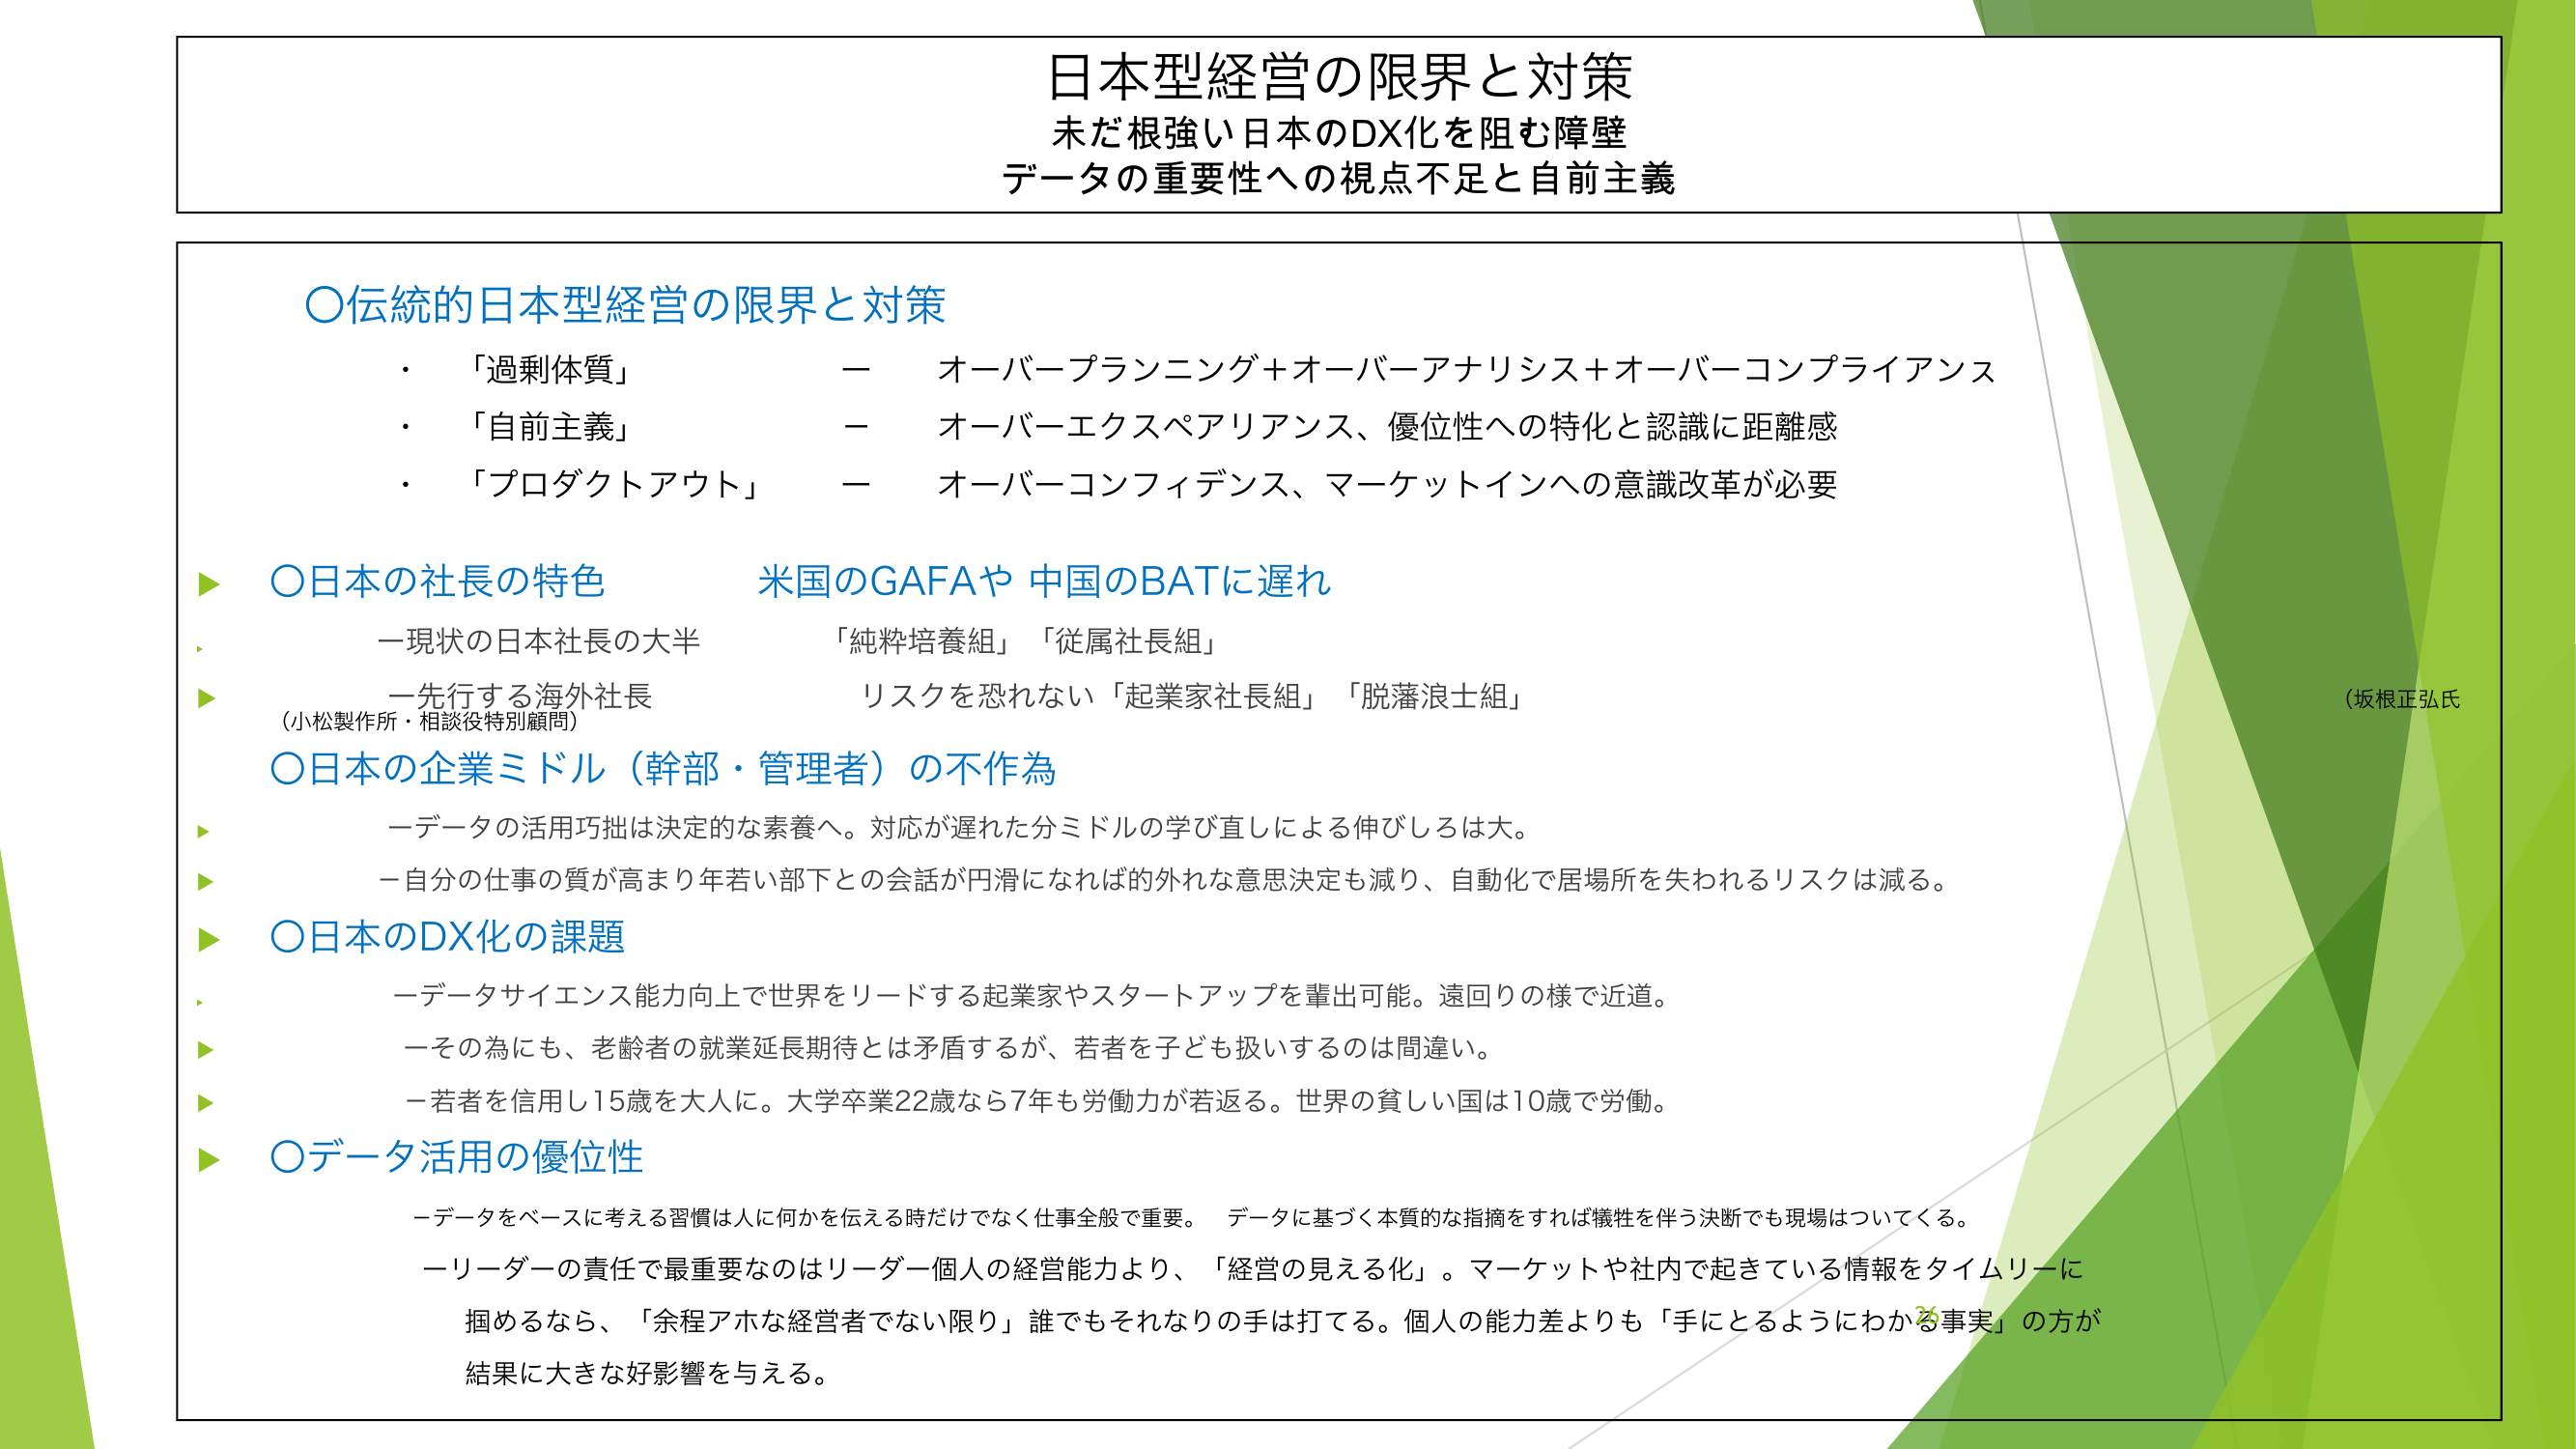 日本型経営の限界と対策
未だ根強い日本のDX化を阻む障壁
データの重要性への視点不足と自前主義
〇伝統的日本型経営の限界と対策
・ 「過剰体質」 ー オーバープランニング＋オーバーアナリシス＋オーバーコンプライアンス
・ 「自前主義」 － オーバーエクスペアリアンス、優位性への特化と認識に距離感
・ 「プロダクトアウト」 ー オーバーコンフィデンス、マーケットインへの意識改革が必要
〇日本の社長の特色 米国のGAFAや 中国のBATに遅れ
ー現状の日本社長の大半 「純粋培養組」「従属社長組」
ー先行する海外社長 リスクを恐れない「起業家社長組」「脱藩浪士組」 （坂根正弘氏
（小松製作所・相談役特別顧問）
〇日本の企業ミドル（幹部・管理者）の不作為
ーデータの活用巧拙は決定的な素養へ。対応が遅れた分ミドルの学び直しによる伸びしろは大。
－自分の仕事の質が高まり年若い部下との会話が円滑になれば的外れな意思決定も減り、自動化で居場所を失われるリスクは減る。
〇日本のDX化の課題
ーデータサイエンス能力向上で世界をリードする起業家やスタートアップを輩出可能。遠回りの様で近道。
ーその為にも、老齢者の就業延長期待とは矛盾するが、若者を子ども扱いするのは間違い。
－若者を信用し15歳を大人に。大学卒業22歳なら7年も労働力が若返る。世界の貧しい国は10歳で労働。
〇データ活用の優位性
－データをベースに考える習慣は人に何かを伝える時だけでなく仕事全般で重要。 データに基づく本質的な指摘をすれば犠牲を伴う決断でも現場はついてくる。
ーリーダーの責任で最重要なのはリーダー個人の経営能力より、「経営の見える化」。マーケットや社内で起きている情報をタイムリーに
掴めるなら、「余程アホな経営者でない限り」誰でもそれなりの手は打てる。個人の能力差よりも「手にとるようにわかる事実」の方が
結果に大きな好影響を与える。
26